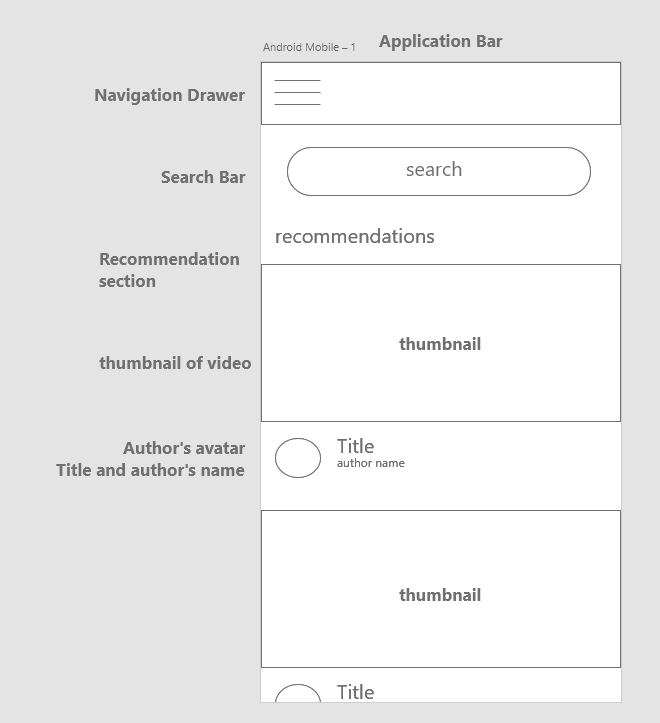 Android Mobile – 1
Application Bar
Navigation Drawer
Search Bar
search
recommendations
Recommendation
section
thumbnail
thumbnail of video
Author's avatar
Title and author's name
Title
author name
thumbnail
Title